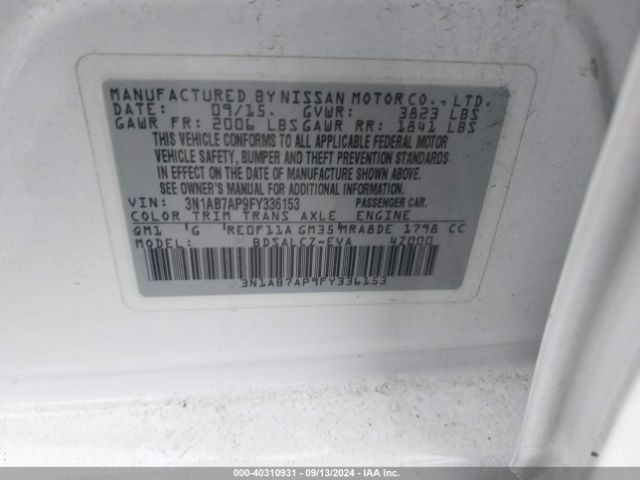 MANUFACTURED BY NISSAN MOTOR CO., LTD.
DATE: 09/15. GVWR: 3823 LBS
GAWR FR: 2006 LBS GAWR RR: 1841 LBS
THIS VEHICLE CONFORMS TO ALL APPLICABLE FEDERAL MOTOR
VEHICLE SAFETY, BUMPER AND THEFT PREVENTION STANDARDS
IN EFFECT ON THE DATE OF MANUFACTURE SHOWN ABOVE.
SEE OWNER'S MANUAL FOR ADDITIONAL INFORMATION.
VIN: 3N1AB7AP9FY336153 PASSENGER CAR.
COLOR TRIM TRANS AXLE ENGINE
QM1 G RE0F11A GM35 MRA8DE 1798 CC
BDSALCZ-EVA 4Z000
3N1AB7AP9FY336153
000-40310931 - 09/13/2024 - IAA Inc.